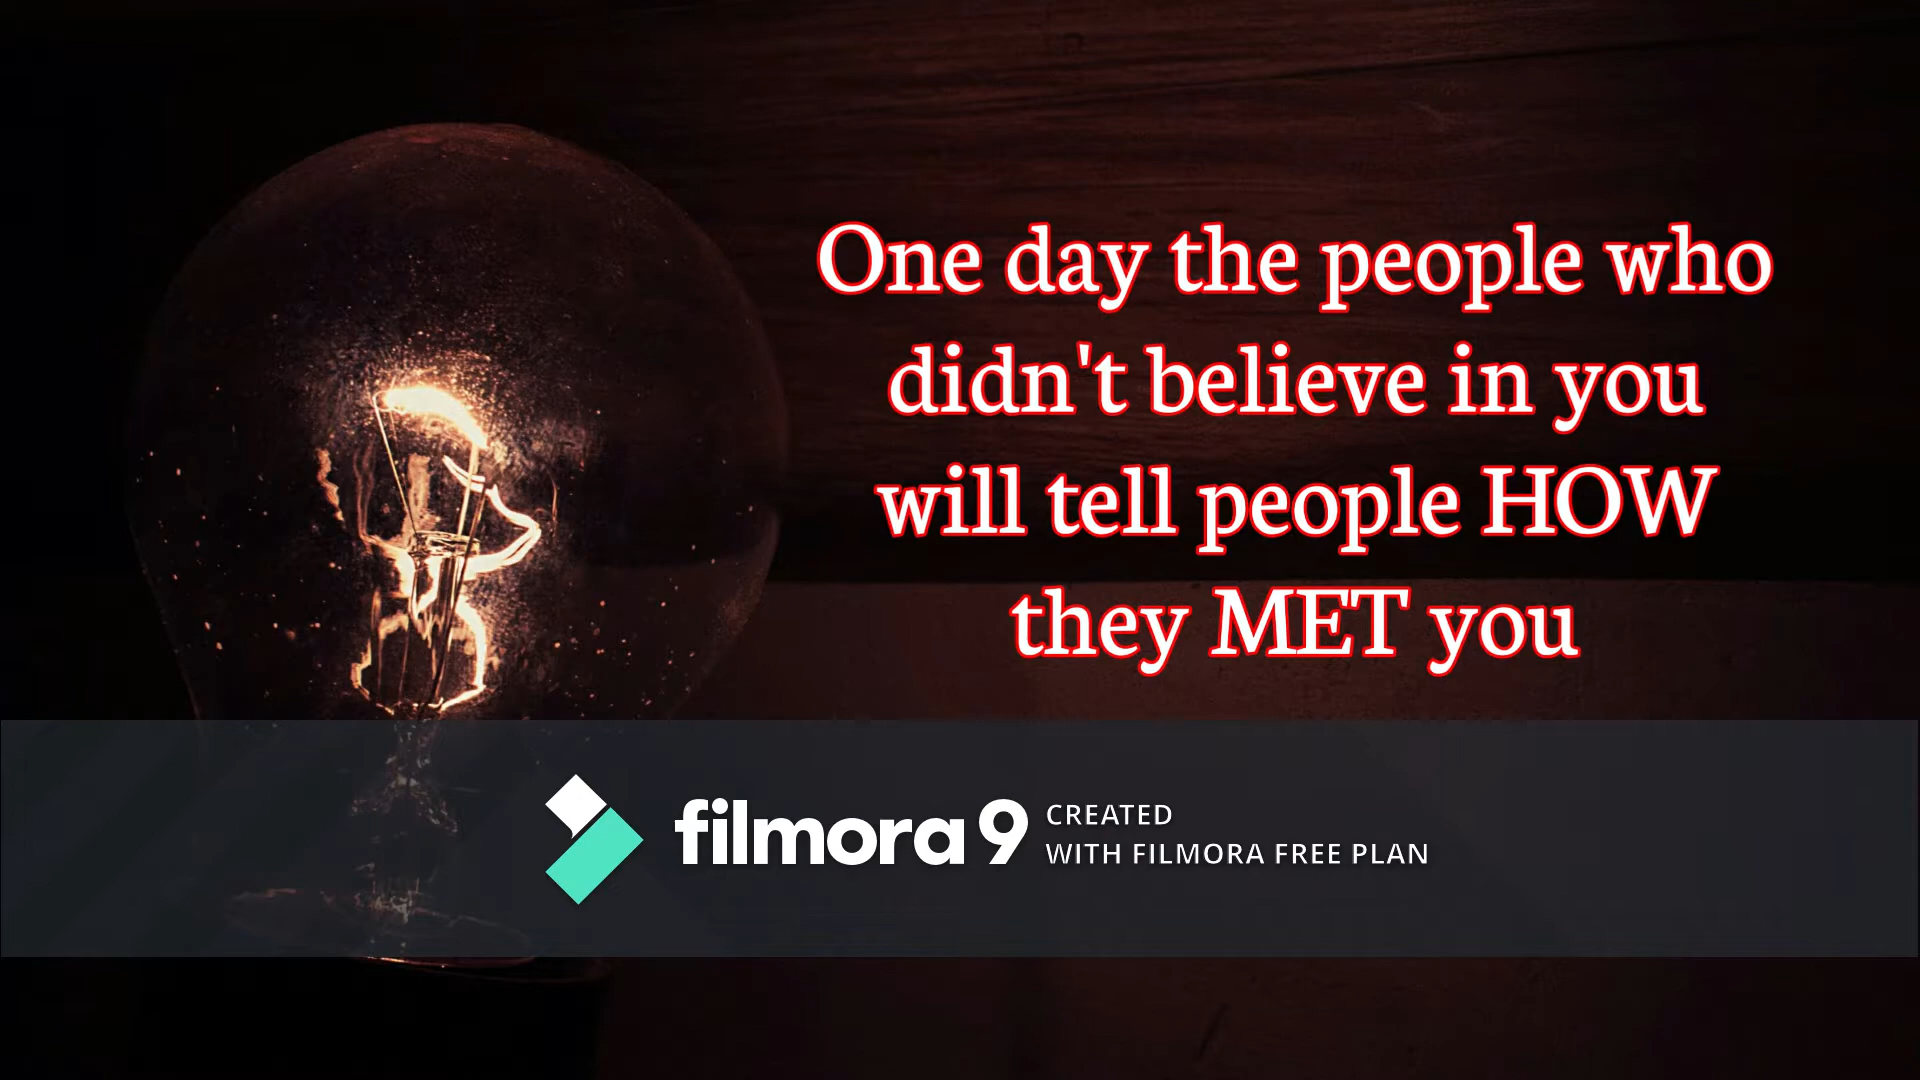 One day the people who
didn't believe in you
will tell people HOW
they MET you
filmora 9
CREATED
WITH FILMORA FREE PLAN